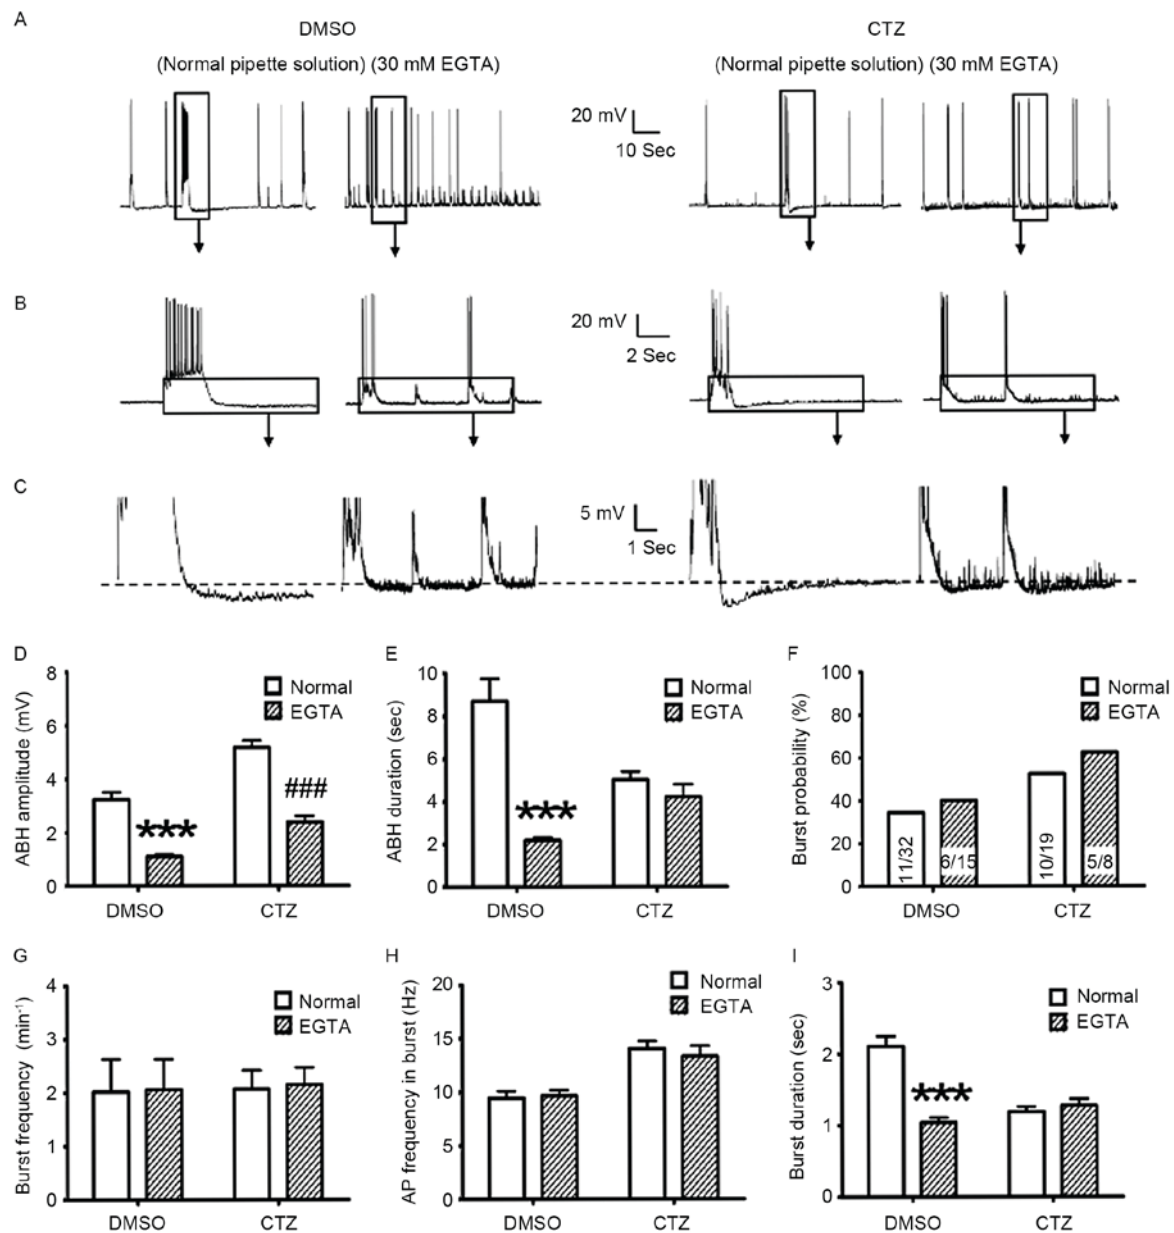 A
DMSO
CTZ
(Normal pipette solution) (30 mM EGTA)
(Normal pipette solution) (30 mM EGTA)
20 mV
10 Sec
B
20 mV
2 Sec
C
5 mV
1 Sec
D
ABH amplitude (mV)
8
6
4
2
0
Normal
EGTA
***
###
DMSO
CTZ
E
ABH duration (sec)
10
8
6
4
2
0
Normal
EGTA
***
DMSO
CTZ
F
Burst probability (%)
100
80
60
40
20
0
Normal
EGTA
11/32
6/15
10/19
5/8
DMSO
CTZ
G
Burst frequency (min⁻¹)
4
3
2
1
0
Normal
EGTA
DMSO
CTZ
H
AP frequency in burst (Hz)
20
15
10
5
0
Normal
EGTA
DMSO
CTZ
I
Burst duration (sec)
3
2
1
0
Normal
EGTA
***
DMSO
CTZ